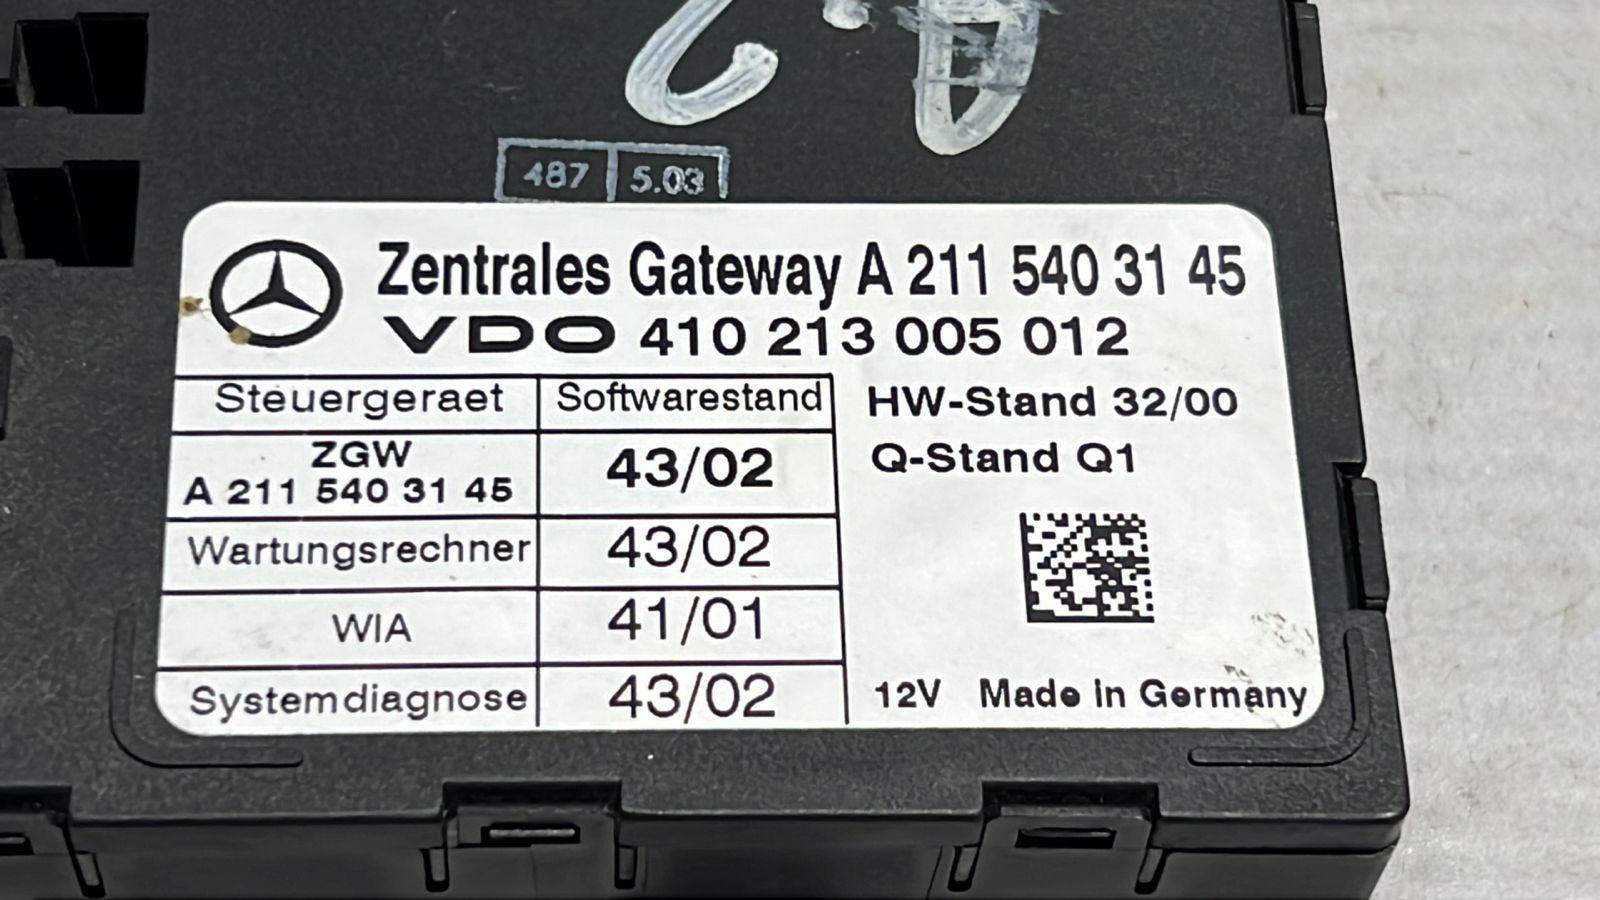 487 5.03
Zentrales Gateway A 211 540 31 45
VDO 410 213 005 012
Steuergeraet Softwarestand
HW-Stand 32/00
ZGW
A 211 540 31 45 43/02
Q-Stand Q1
Wartungsrechner 43/02
WIA 41/01
Systemdiagnose 43/02
12V Made in Germany